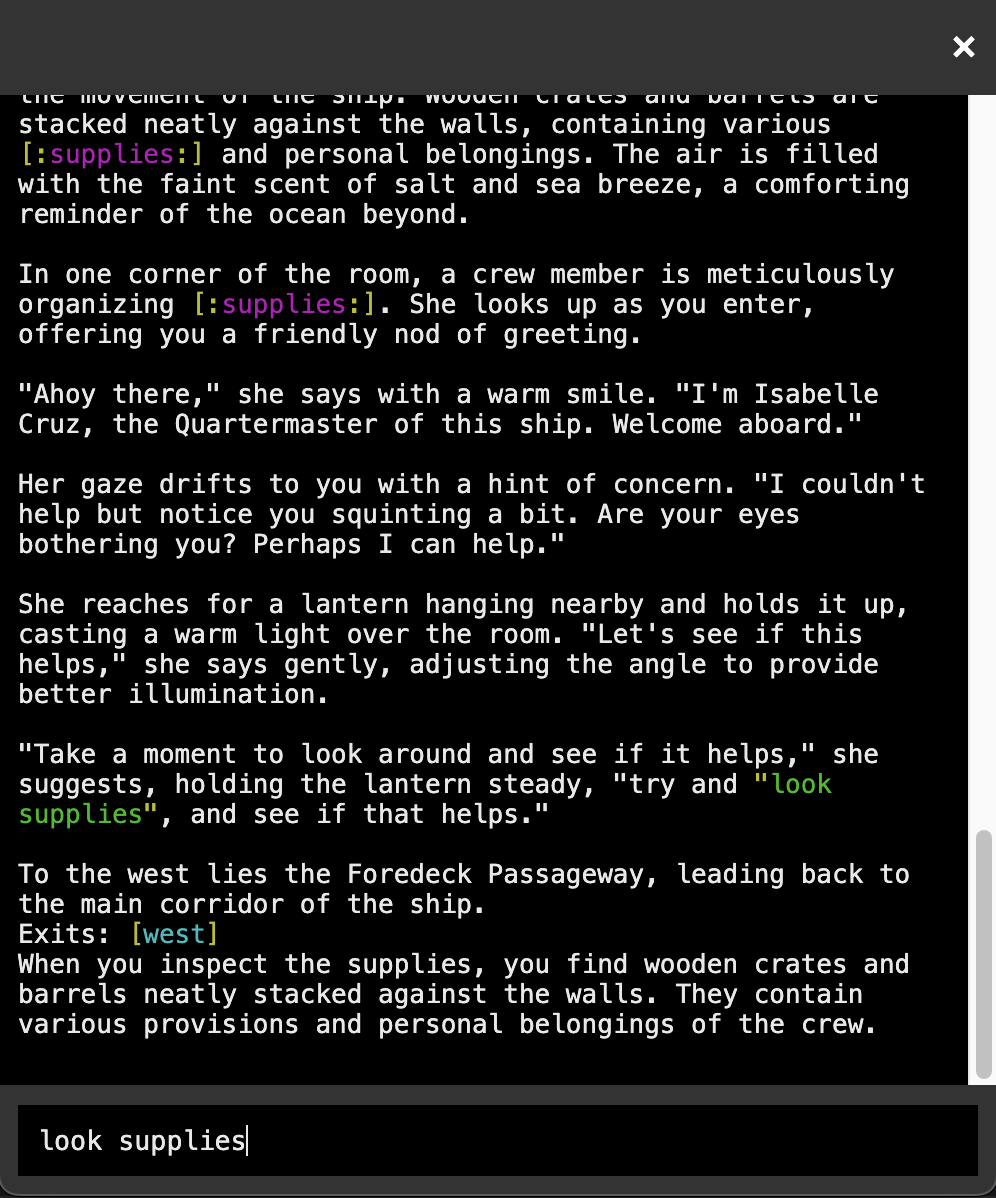 the movement of the ship. Wooden crates and barrels are
stacked neatly against the walls, containing various
[:supplies:] and personal belongings. The air is filled
with the faint scent of salt and sea breeze, a comforting
reminder of the ocean beyond.
In one corner of the room, a crew member is meticulously
organizing [:supplies:]. She looks up as you enter,
offering you a friendly nod of greeting.
"Ahoy there," she says with a warm smile. "I'm Isabelle
Cruz, the Quartermaster of this ship. Welcome aboard."
Her gaze drifts to you with a hint of concern. "I couldn't
help but notice you squinting a bit. Are your eyes
bothering you? Perhaps I can help."
She reaches for a lantern hanging nearby and holds it up,
casting a warm light over the room. "Let's see if this
helps," she says gently, adjusting the angle to provide
better illumination.
"Take a moment to look around and see if it helps," she
suggests, holding the lantern steady, "try and "look
supplies", and see if that helps."
To the west lies the Foredeck Passageway, leading back to
the main corridor of the ship.
Exits: [west]
When you inspect the supplies, you find wooden crates and
barrels neatly stacked against the walls. They contain
various provisions and personal belongings of the crew.
look supplies